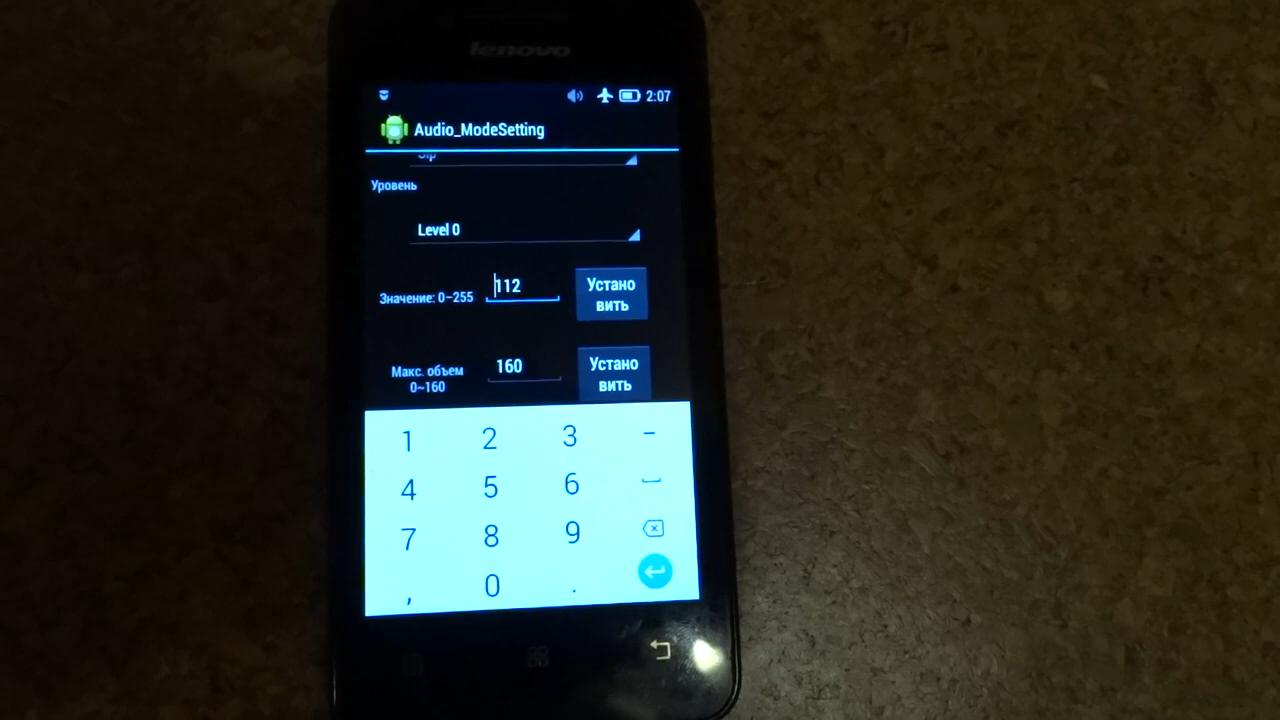 lenovo
2:07
Audio_ModeSetting
Sip
Уровень
Level 0
Значение: 0~255
112
Устано
вить
Макс. объем
0~160
160
Устано
вить
1 2 3 -
4 5 6
7 8 9
, 0 .